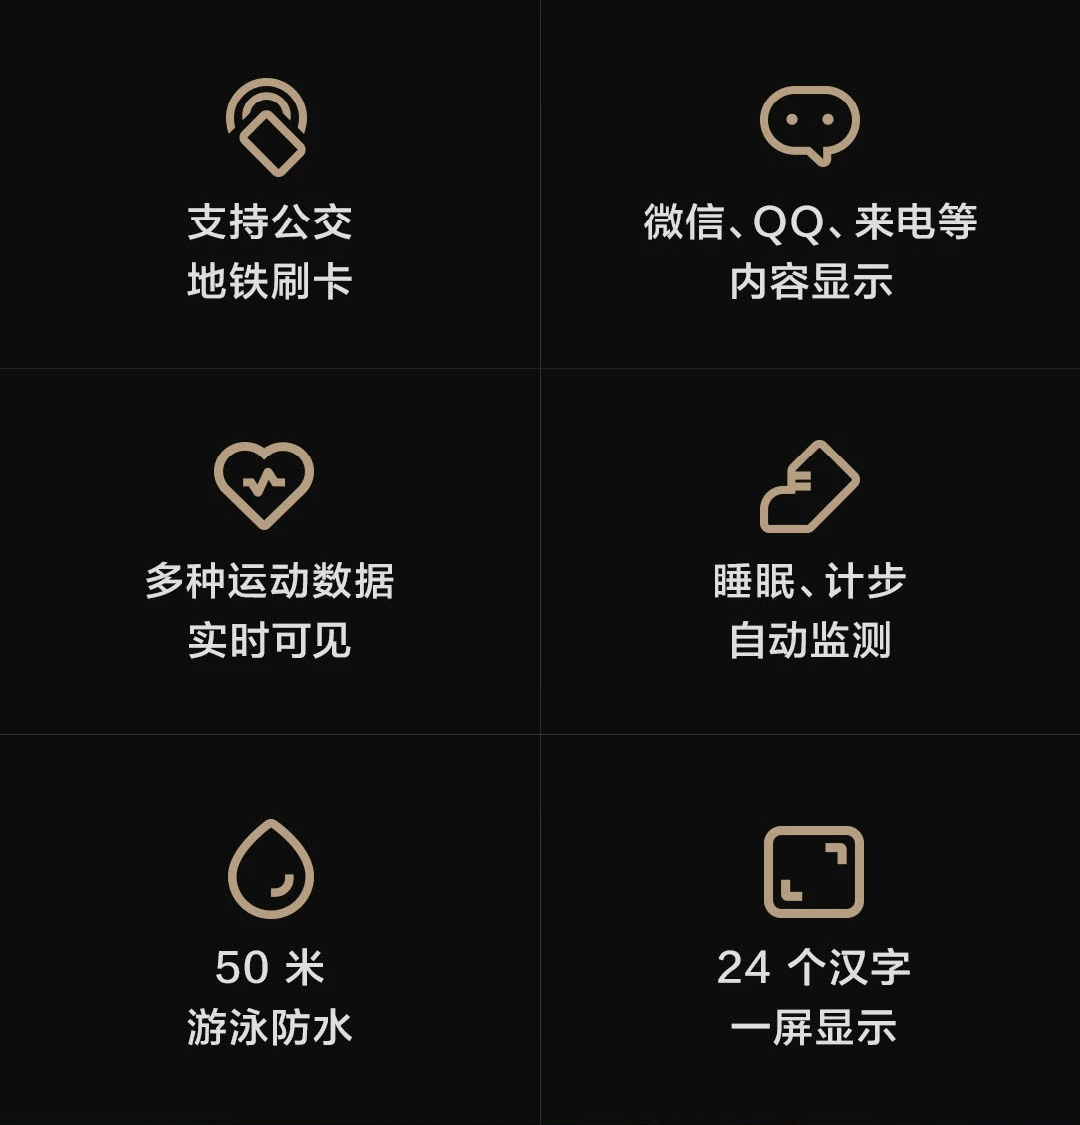 支持公交
地铁刷卡
微信、QQ、来电等
内容显示
多种运动数据
实时可见
睡眠、计步
自动监测
50 米
游泳防水
24 个汉字
一屏显示